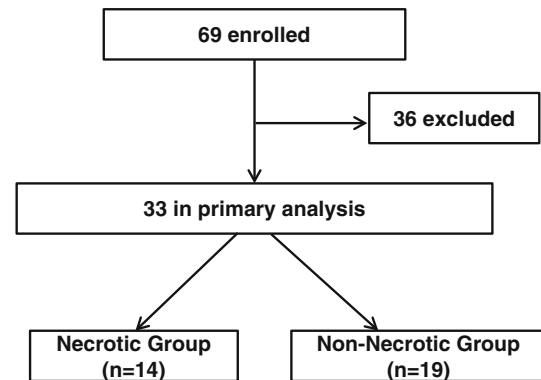 69 enrolled
36 excluded
33 in primary analysis
Necrotic Group
(n=14)
Non-Necrotic Group
(n=19)